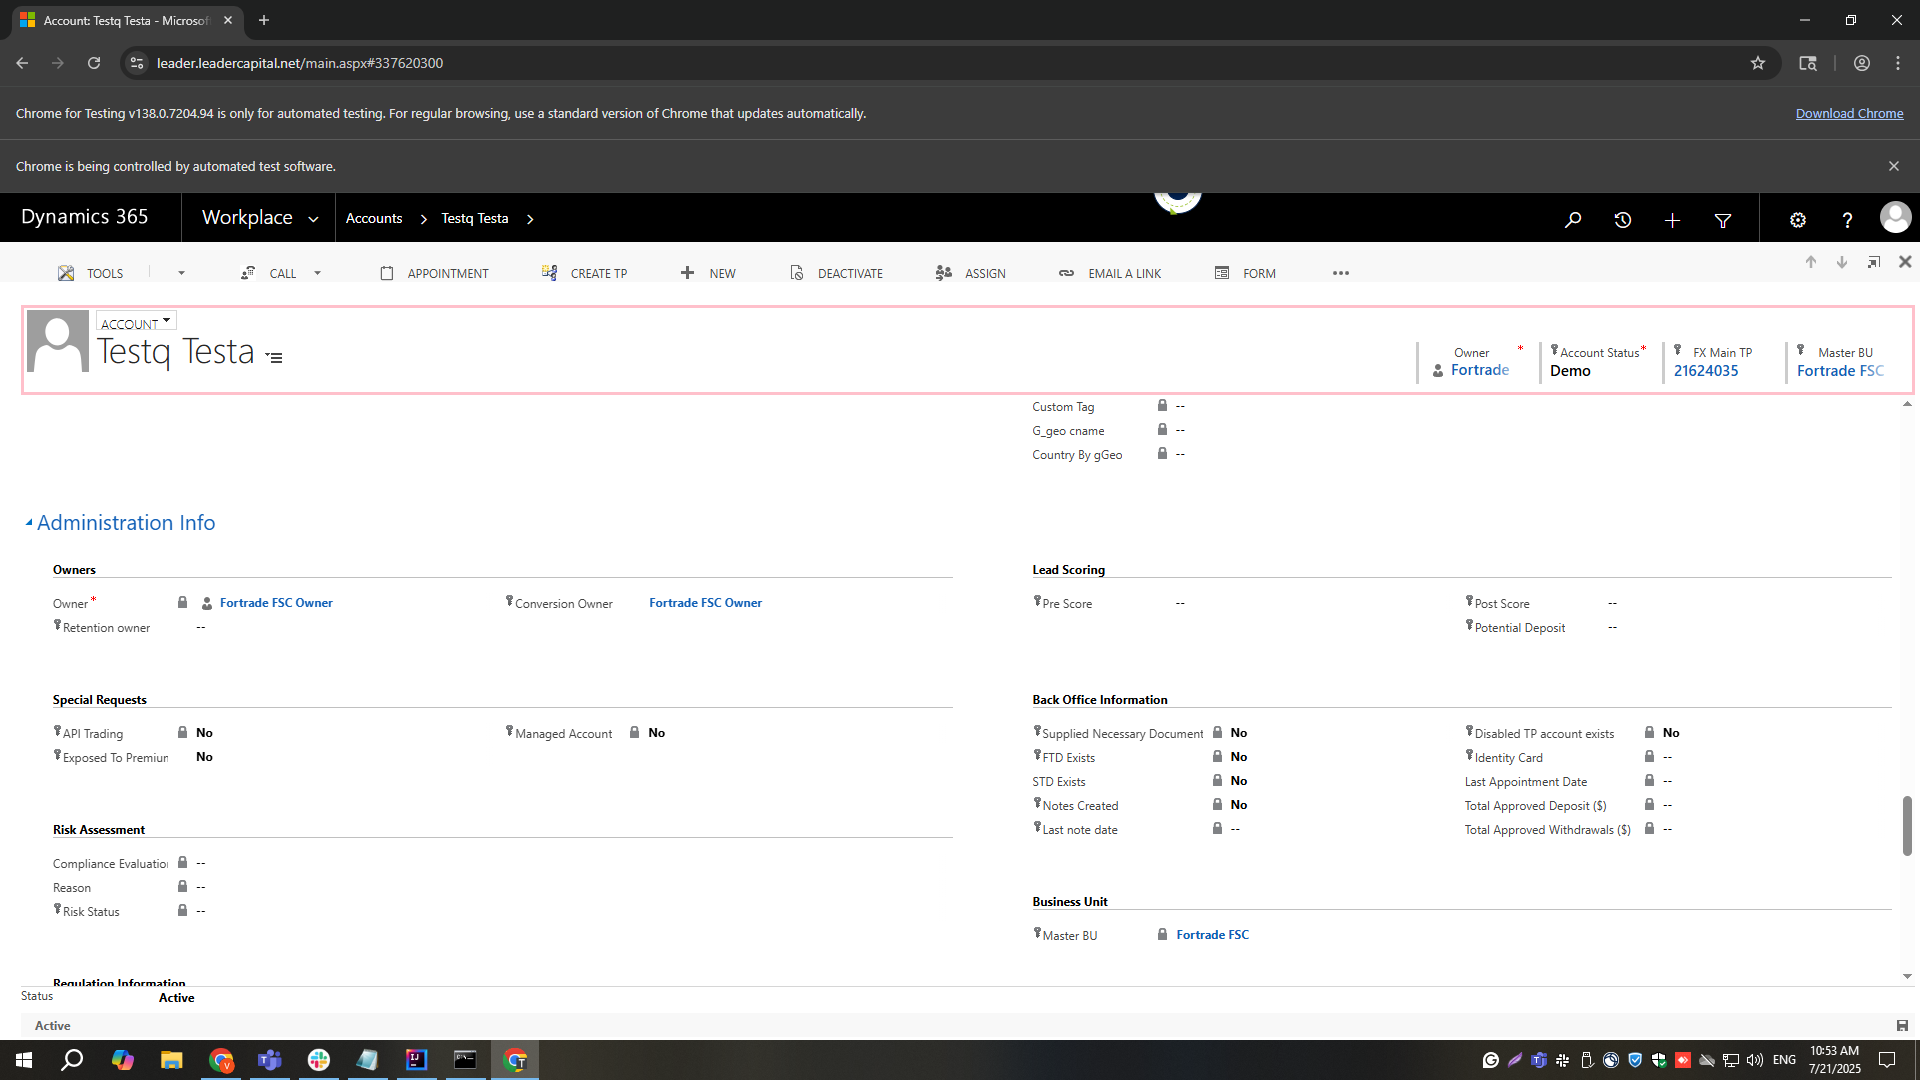 Account: Testq Testa - Microsof
leader.leadercapital.net/main.aspx#337620300
Chrome for Testing v138.0.7204.94 is only for automated testing. For regular browsing, use a standard version of Chrome that updates automatically.
Download Chrome
Chrome is being controlled by automated test software.
Dynamics 365
Workplace
Accounts
Testq Testa
TOOLS
CALL
APPOINTMENT
CREATE TP
NEW
DEACTIVATE
ASSIGN
EMAIL A LINK
FORM
ACCOUNT
Testq Testa
Owner *
Fortrade
Account Status *
Demo
FX Main TP
21624035
Master BU
Fortrade FSC
Custom Tag --
G_geo cname --
Country By gGeo --
Administration Info
Owners
Owner * Fortrade FSC Owner
Conversion Owner Fortrade FSC Owner
Retention owner --
Lead Scoring
Pre Score --
Post Score --
Potential Deposit --
Special Requests
API Trading No
Managed Account No
Exposed To Premium No
Back Office Information
Supplied Necessary Document No
Disabled TP account exists No
FTD Exists No
Identity Card --
STD Exists No
Last Appointment Date --
Notes Created No
Total Approved Deposit ($) --
Last note date --
Total Approved Withdrawals ($) --
Risk Assessment
Compliance Evaluation --
Reason --
Risk Status --
Business Unit
Master BU Fortrade FSC
Regulation Information
Status Active
Active
ENG
10:53 AM
7/21/2025